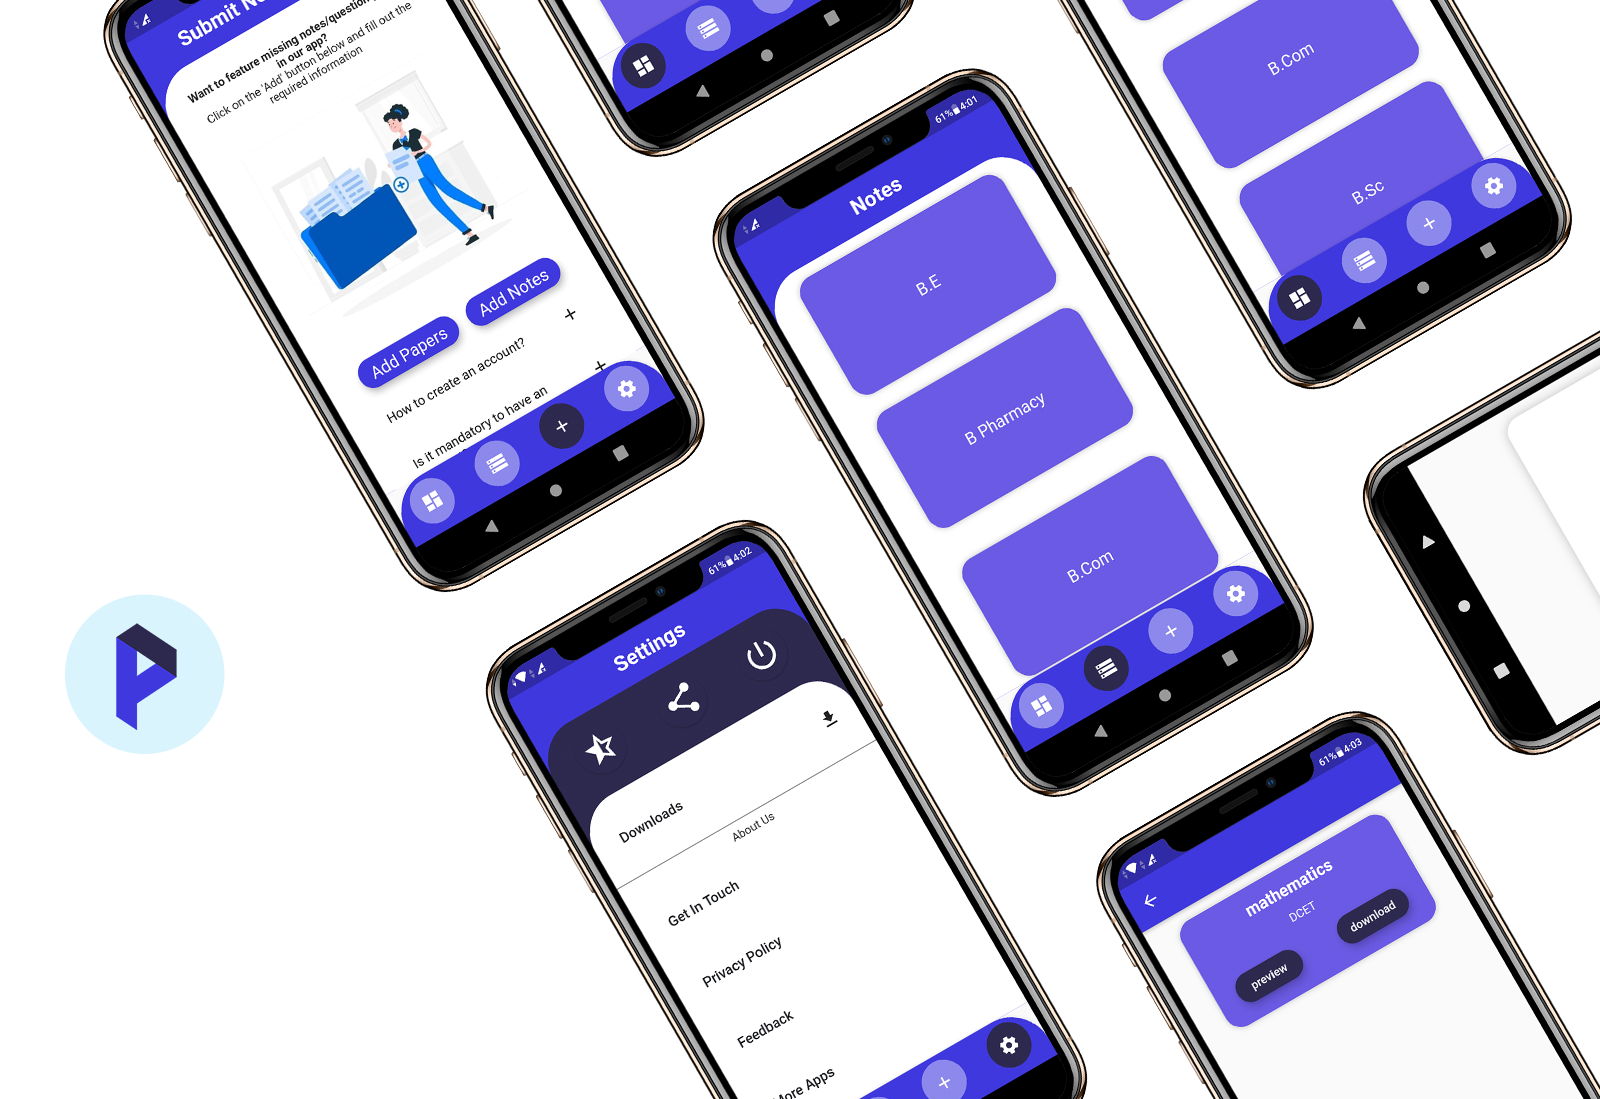 Submit
Want to feature missing notes/question
in our app?
Click on the 'Add' button below and fill out the
required information
Add Papers
Add Notes
How to create an account?
Is it mandatory to have an
61% 4:01
Notes
B.E
B Pharmacy
B.Com
B.Com
B.Sc
61% 4:02
Settings
Downloads
About Us
Get In Touch
Privacy Policy
Feedback
More Apps
61% 4:03
mathematics
DCET
preview
download